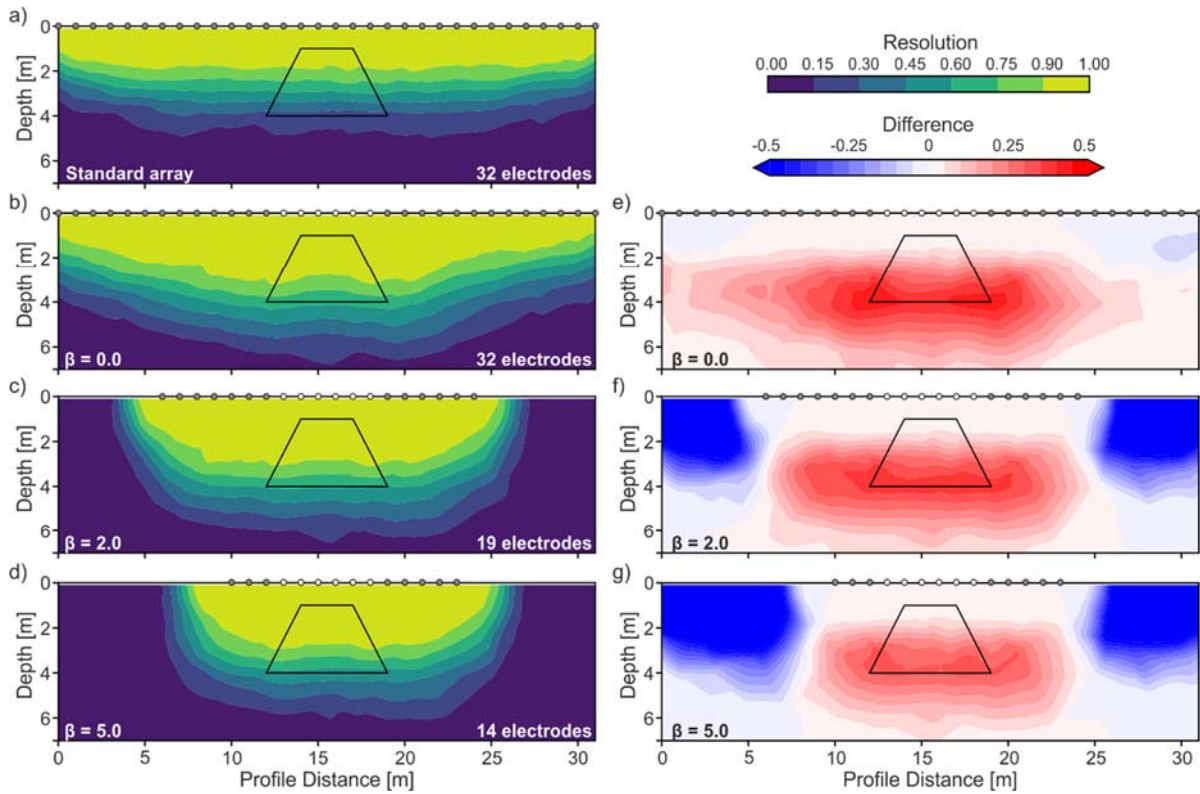 a)
0
2
4
6
Depth [m]
Standard array
32 electrodes
Resolution
0.00 0.15 0.30 0.45 0.60 0.75 0.90 1.00
Difference
-0.5 -0.25 0 0.25 0.5
b)
0
2
4
6
Depth [m]
β = 0.0
32 electrodes
e)
0
2
4
6
Depth [m]
β = 0.0
c)
0
2
4
6
Depth [m]
β = 2.0
19 electrodes
f)
0
2
4
6
Depth [m]
β = 2.0
d)
0
2
4
6
Depth [m]
β = 5.0
14 electrodes
0 5 10 15 20 25 30
Profile Distance [m]
g)
0
2
4
6
Depth [m]
β = 5.0
0 5 10 15 20 25 30
Profile Distance [m]